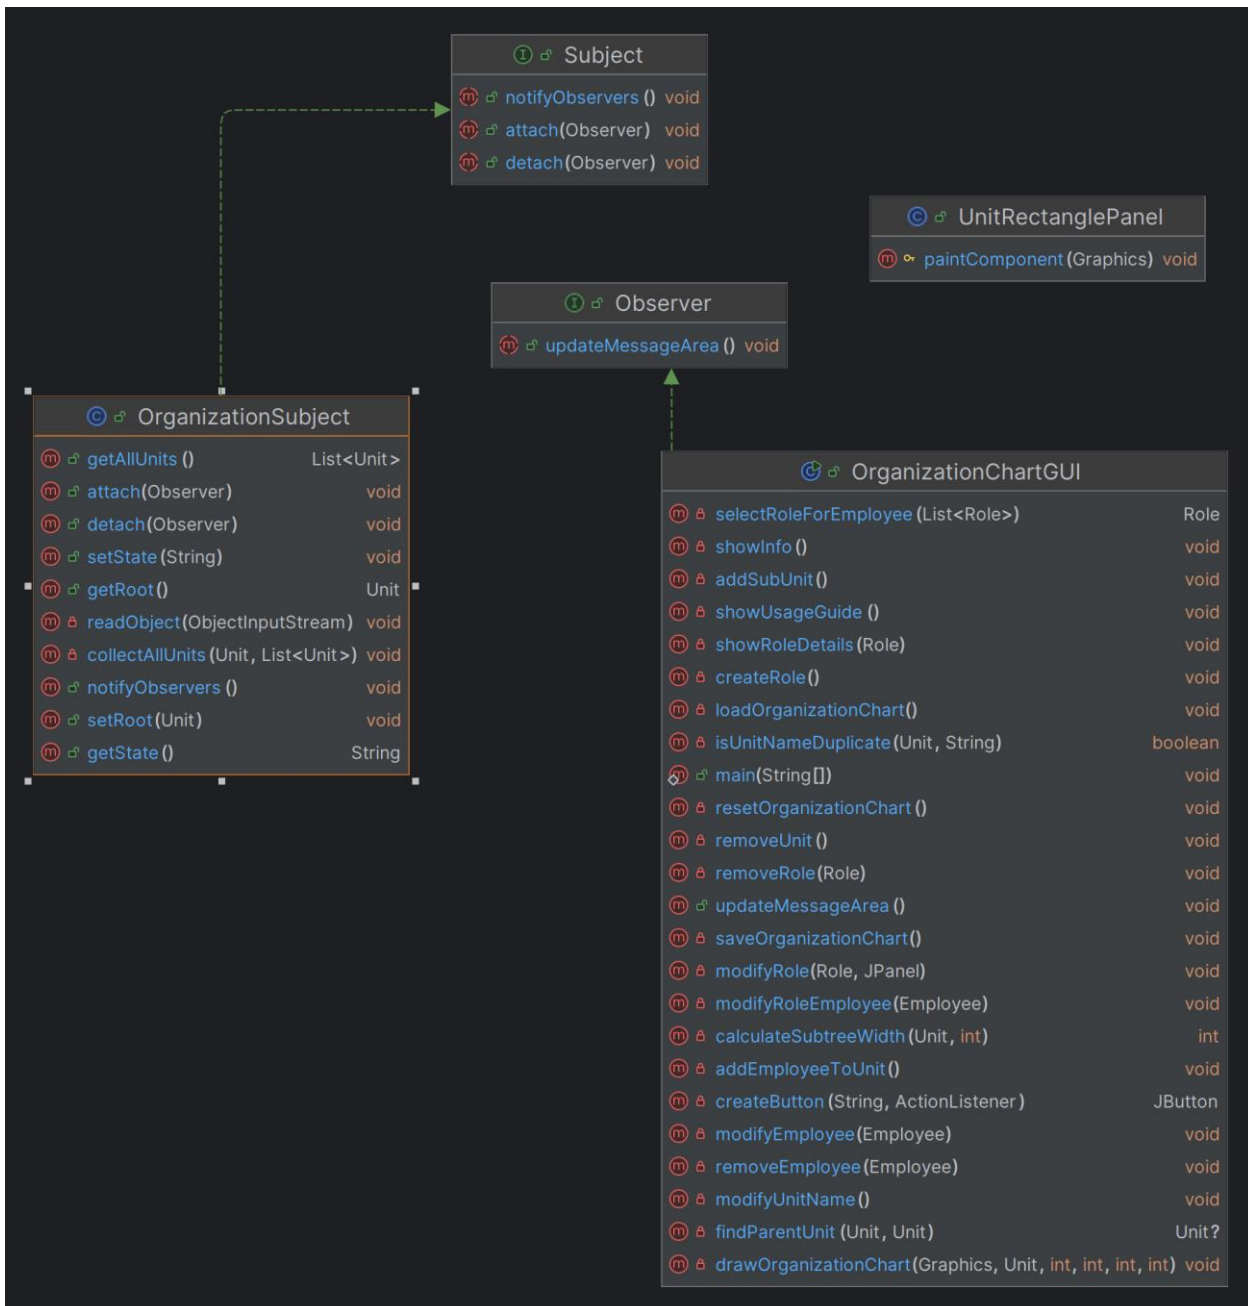 Subject
notifyObservers() void
attach(Observer) void
detach(Observer) void
UnitRectanglePanel
paintComponent(Graphics) void
Observer
updateMessageArea() void
OrganizationSubject
getAllUnits() List<Unit>
attach(Observer) void
detach(Observer) void
setState(String) void
getRoot() Unit
readObject(ObjectInputStream) void
collectAllUnits(Unit, List<Unit>) void
notifyObservers() void
setRoot(Unit) void
getState() String
OrganizationChartGUI
selectRoleForEmployee(List<Role>) Role
showInfo() void
addSubUnit() void
showUsageGuide() void
showRoleDetails(Role) void
createRole() void
loadOrganizationChart() void
isUnitNameDuplicate(Unit, String) boolean
main(String[]) void
resetOrganizationChart() void
removeUnit() void
removeRole(Role) void
updateMessageArea() void
saveOrganizationChart() void
modifyRole(Role, JPanel) void
modifyRoleEmployee(Employee) void
calculateSubtreeWidth(Unit, int) int
addEmployeeToUnit() void
createButton(String, ActionListener) JButton
modifyEmployee(Employee) void
removeEmployee(Employee) void
modifyUnitName() void
findParentUnit(Unit, Unit) Unit?
drawOrganizationChart(Graphics, Unit, int, int, int, int) void